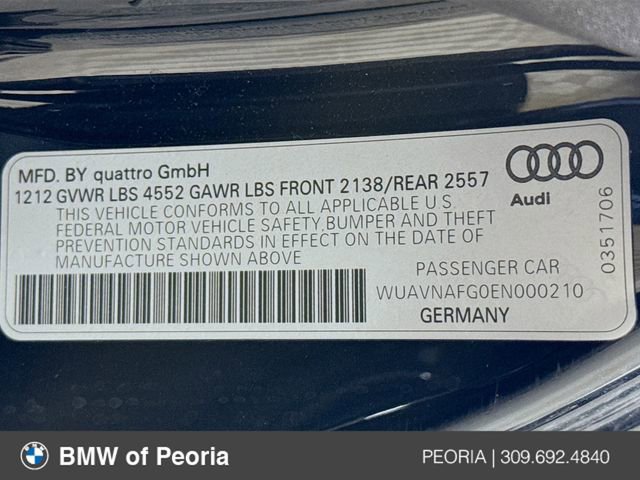 MFD. BY quattro GmbH
1212 GVWR LBS 4552 GAWR LBS FRONT 2138/REAR 2557
THIS VEHICLE CONFORMS TO ALL APPLICABLE U S
FEDERAL MOTOR VEHICLE SAFETY,BUMPER AND THEFT
PREVENTION STANDARDS IN EFFECT ON THE DATE OF
MANUFACTURE SHOWN ABOVE
PASSENGER CAR
WUAVNAFG0EN000210
GERMANY
Audi
0351706
BMW of Peoria
PEORIA | 309.692.4840